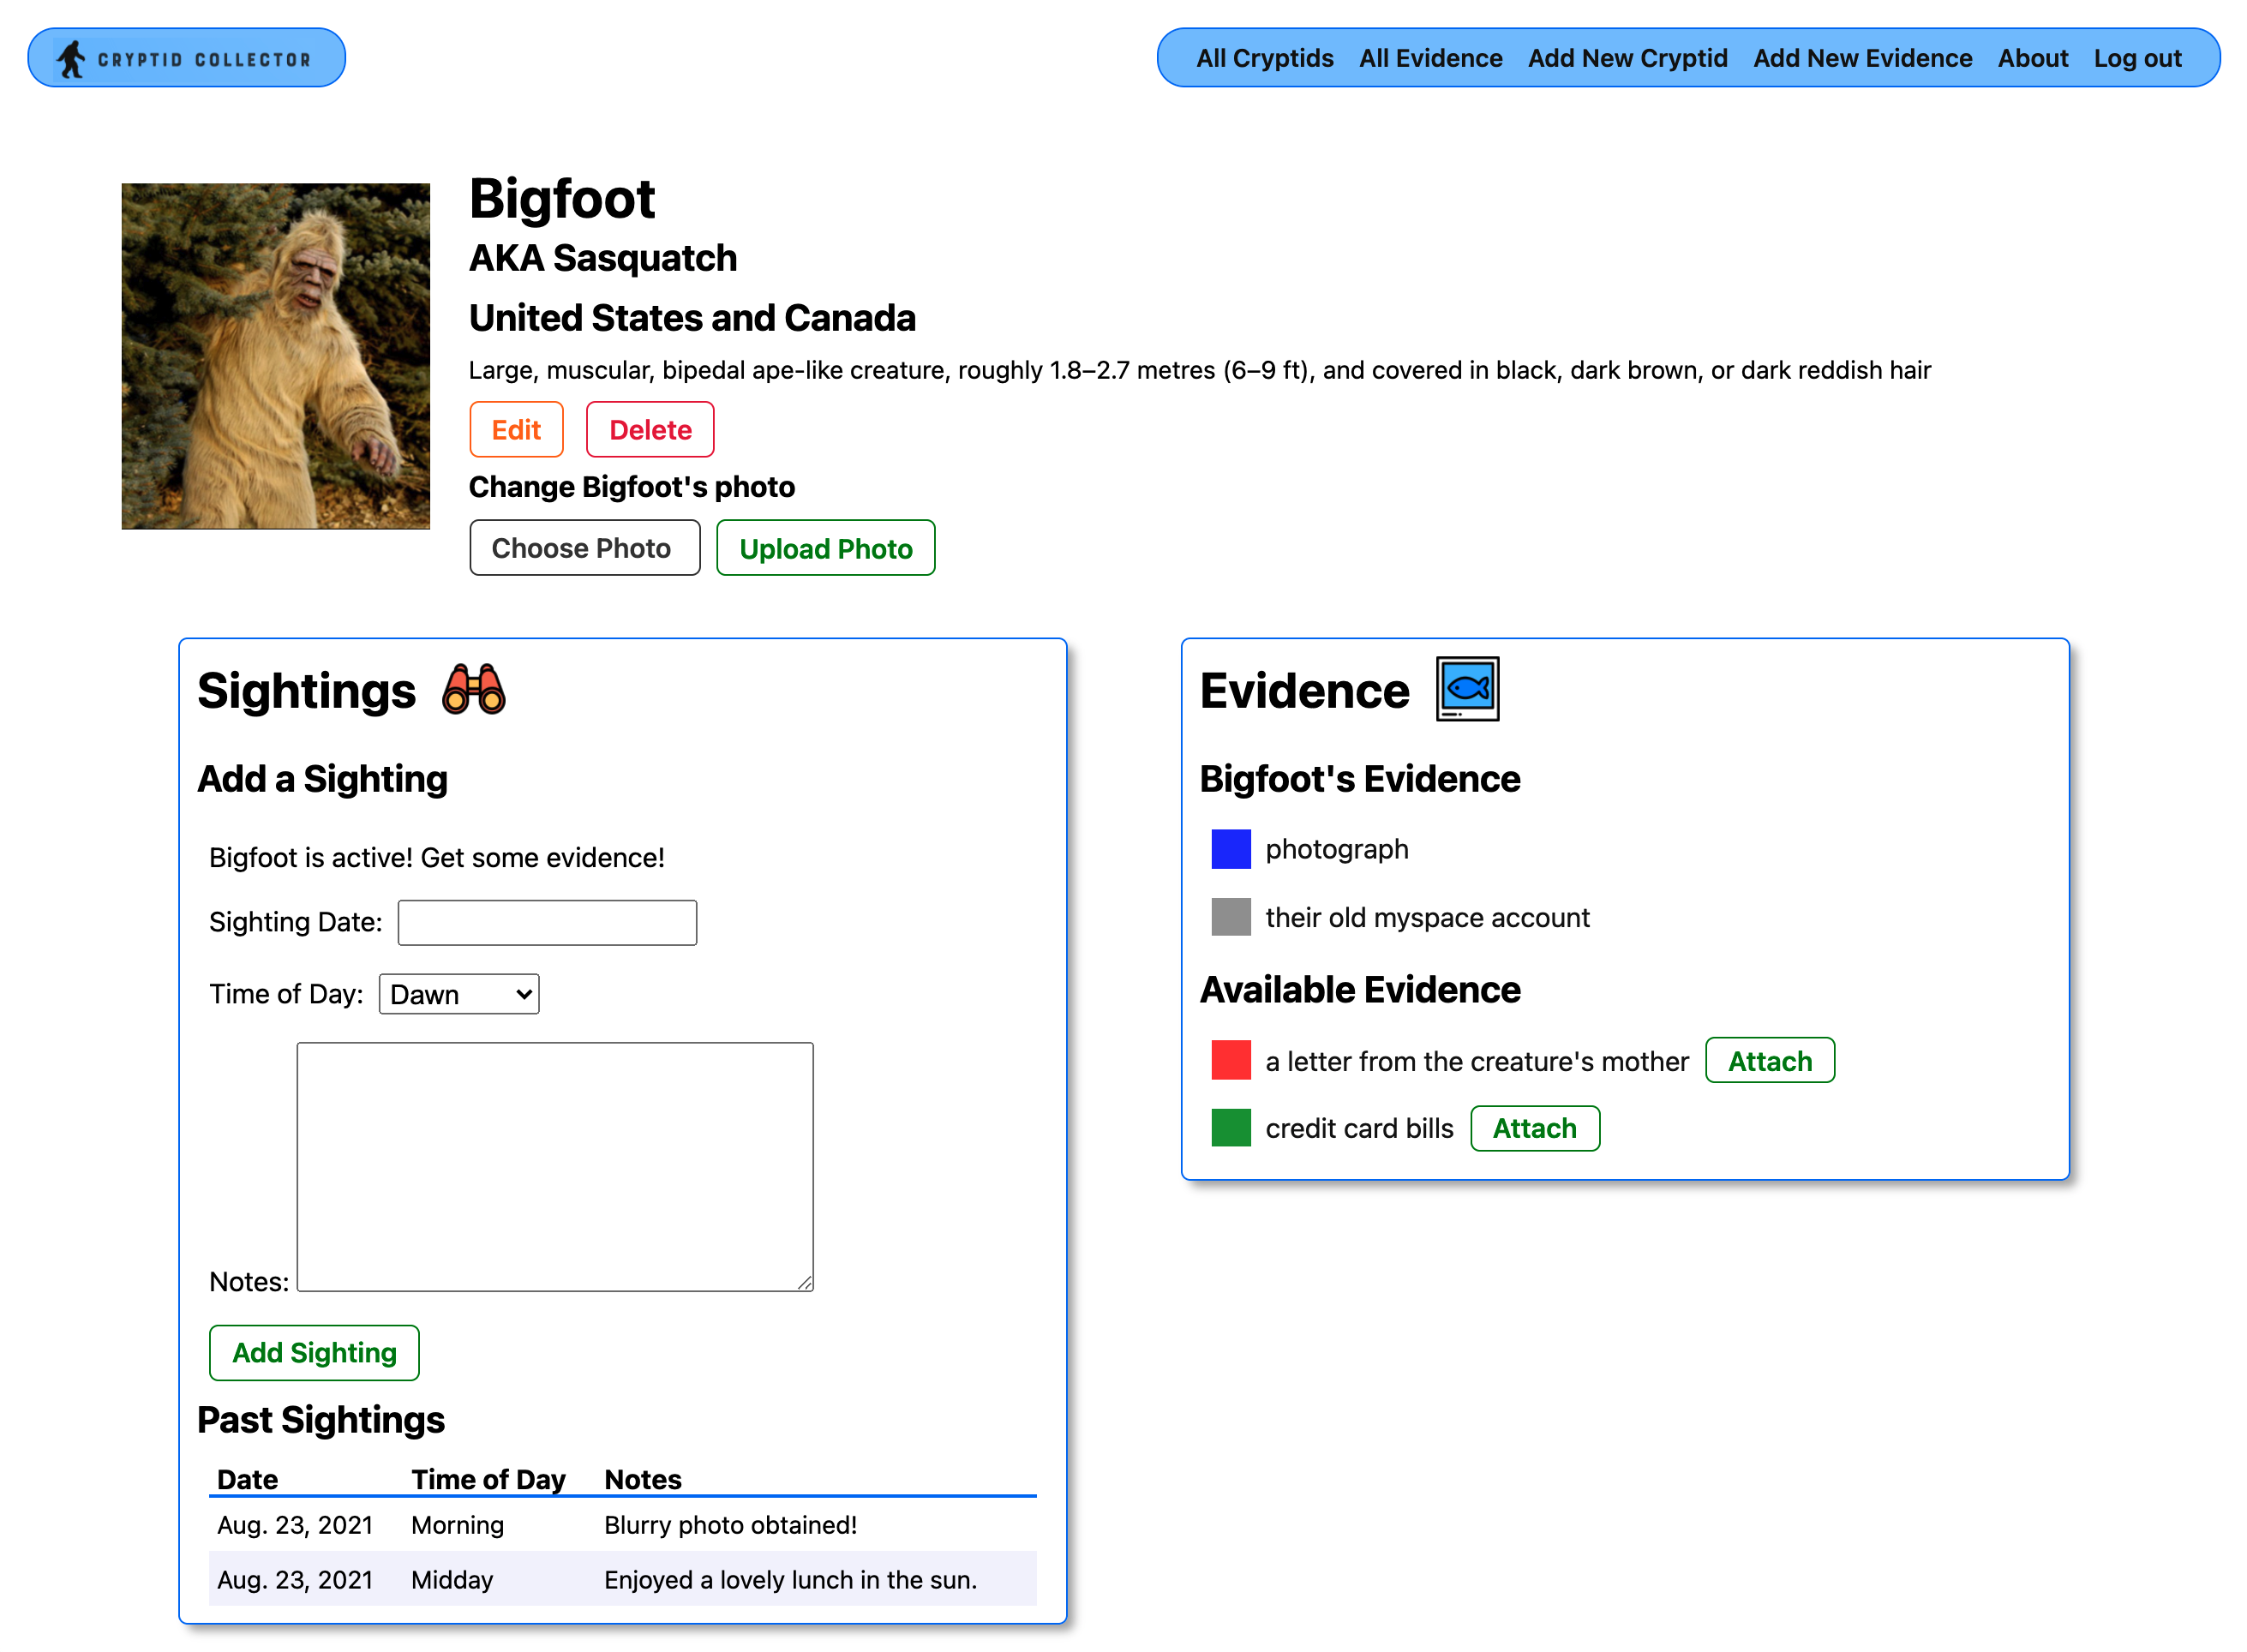 CRYPTID COLLECTOR
All Cryptids All Evidence Add New Cryptid Add New Evidence About Log out
Bigfoot
AKA Sasquatch
United States and Canada
Large, muscular, bipedal ape-like creature, roughly 1.8–2.7 metres (6–9 ft), and covered in black, dark brown, or dark reddish hair
Edit Delete
Change Bigfoot's photo
Choose Photo Upload Photo
Sightings
Add a Sighting
Bigfoot is active! Get some evidence!
Sighting Date:
Time of Day: Dawn
Notes:
Add Sighting
Past Sightings
Date Time of Day Notes
Aug. 23, 2021 Morning Blurry photo obtained!
Aug. 23, 2021 Midday Enjoyed a lovely lunch in the sun.
Evidence
Bigfoot's Evidence
photograph
their old myspace account
Available Evidence
a letter from the creature's mother Attach
credit card bills Attach